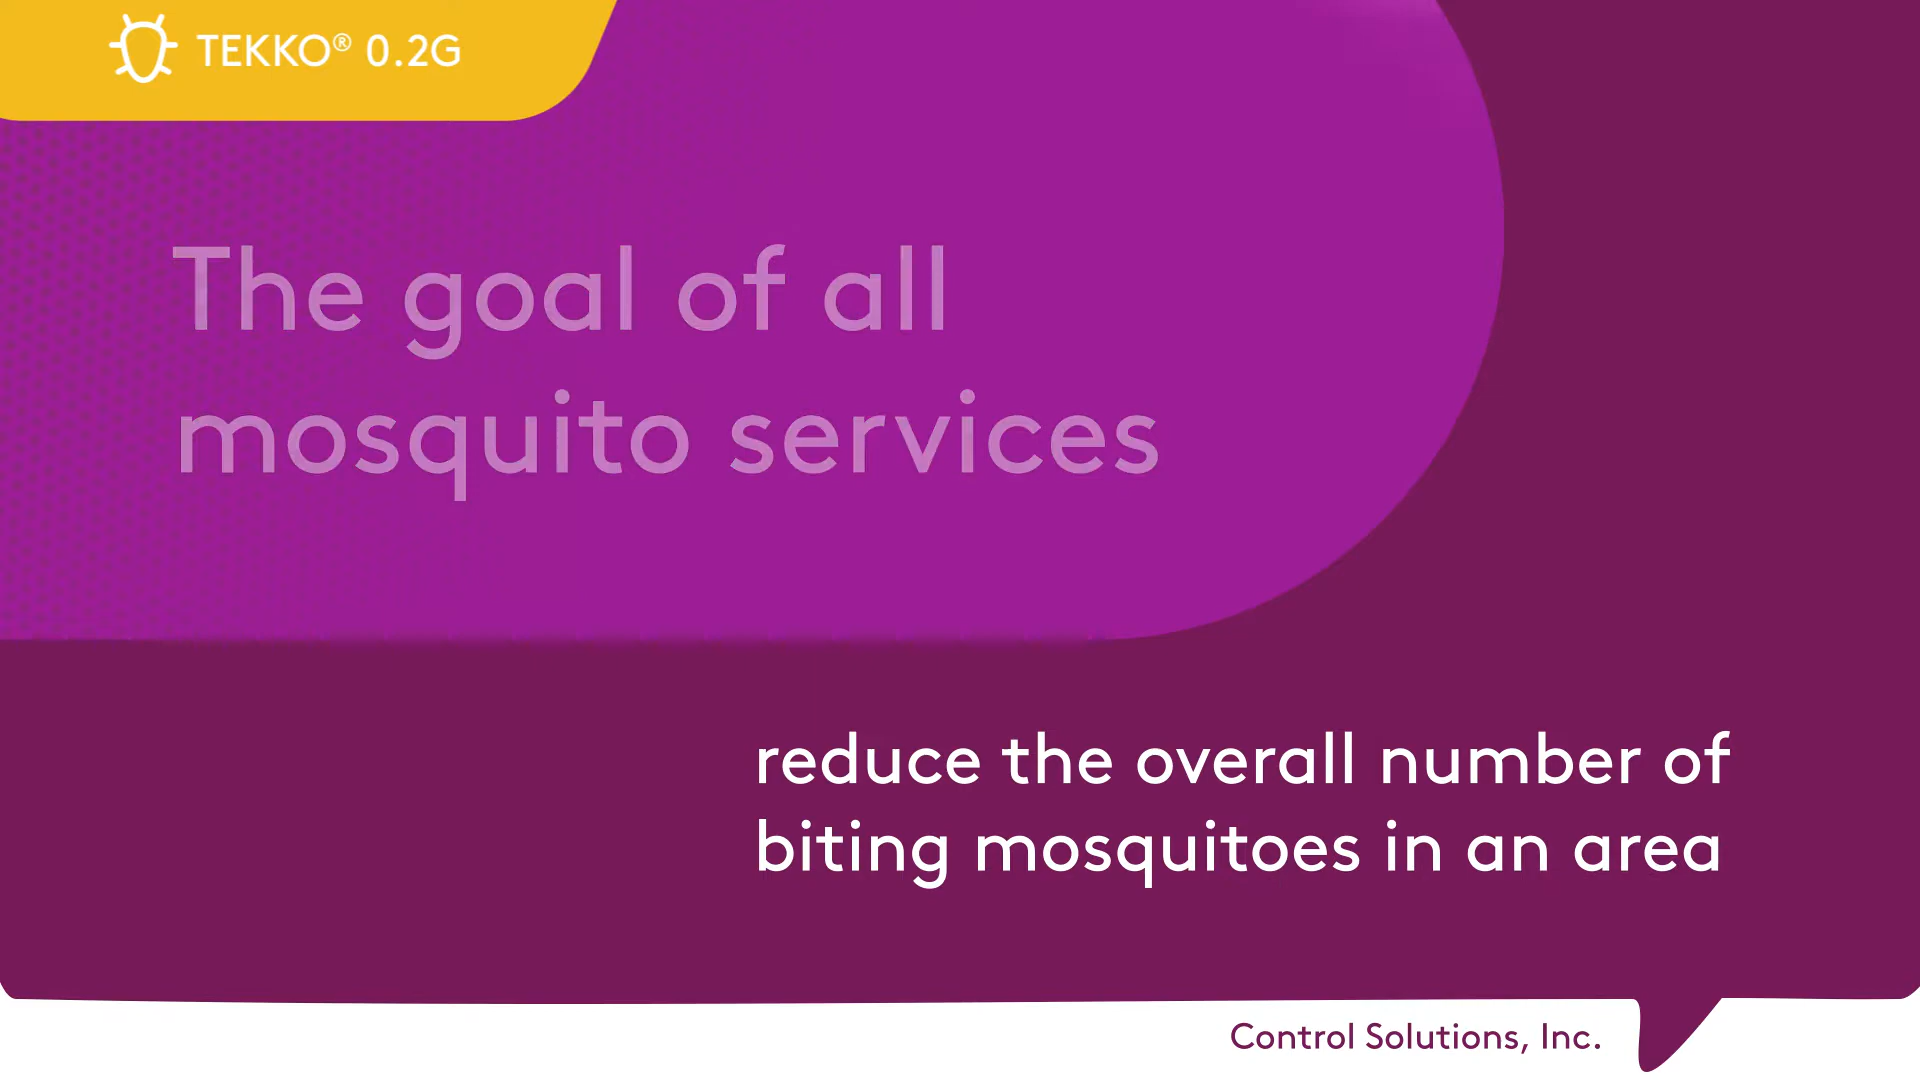 TEKKO® 0.2G
The goal of all
mosquito services
reduce the overall number of
biting mosquitoes in an area
Control Solutions, Inc.